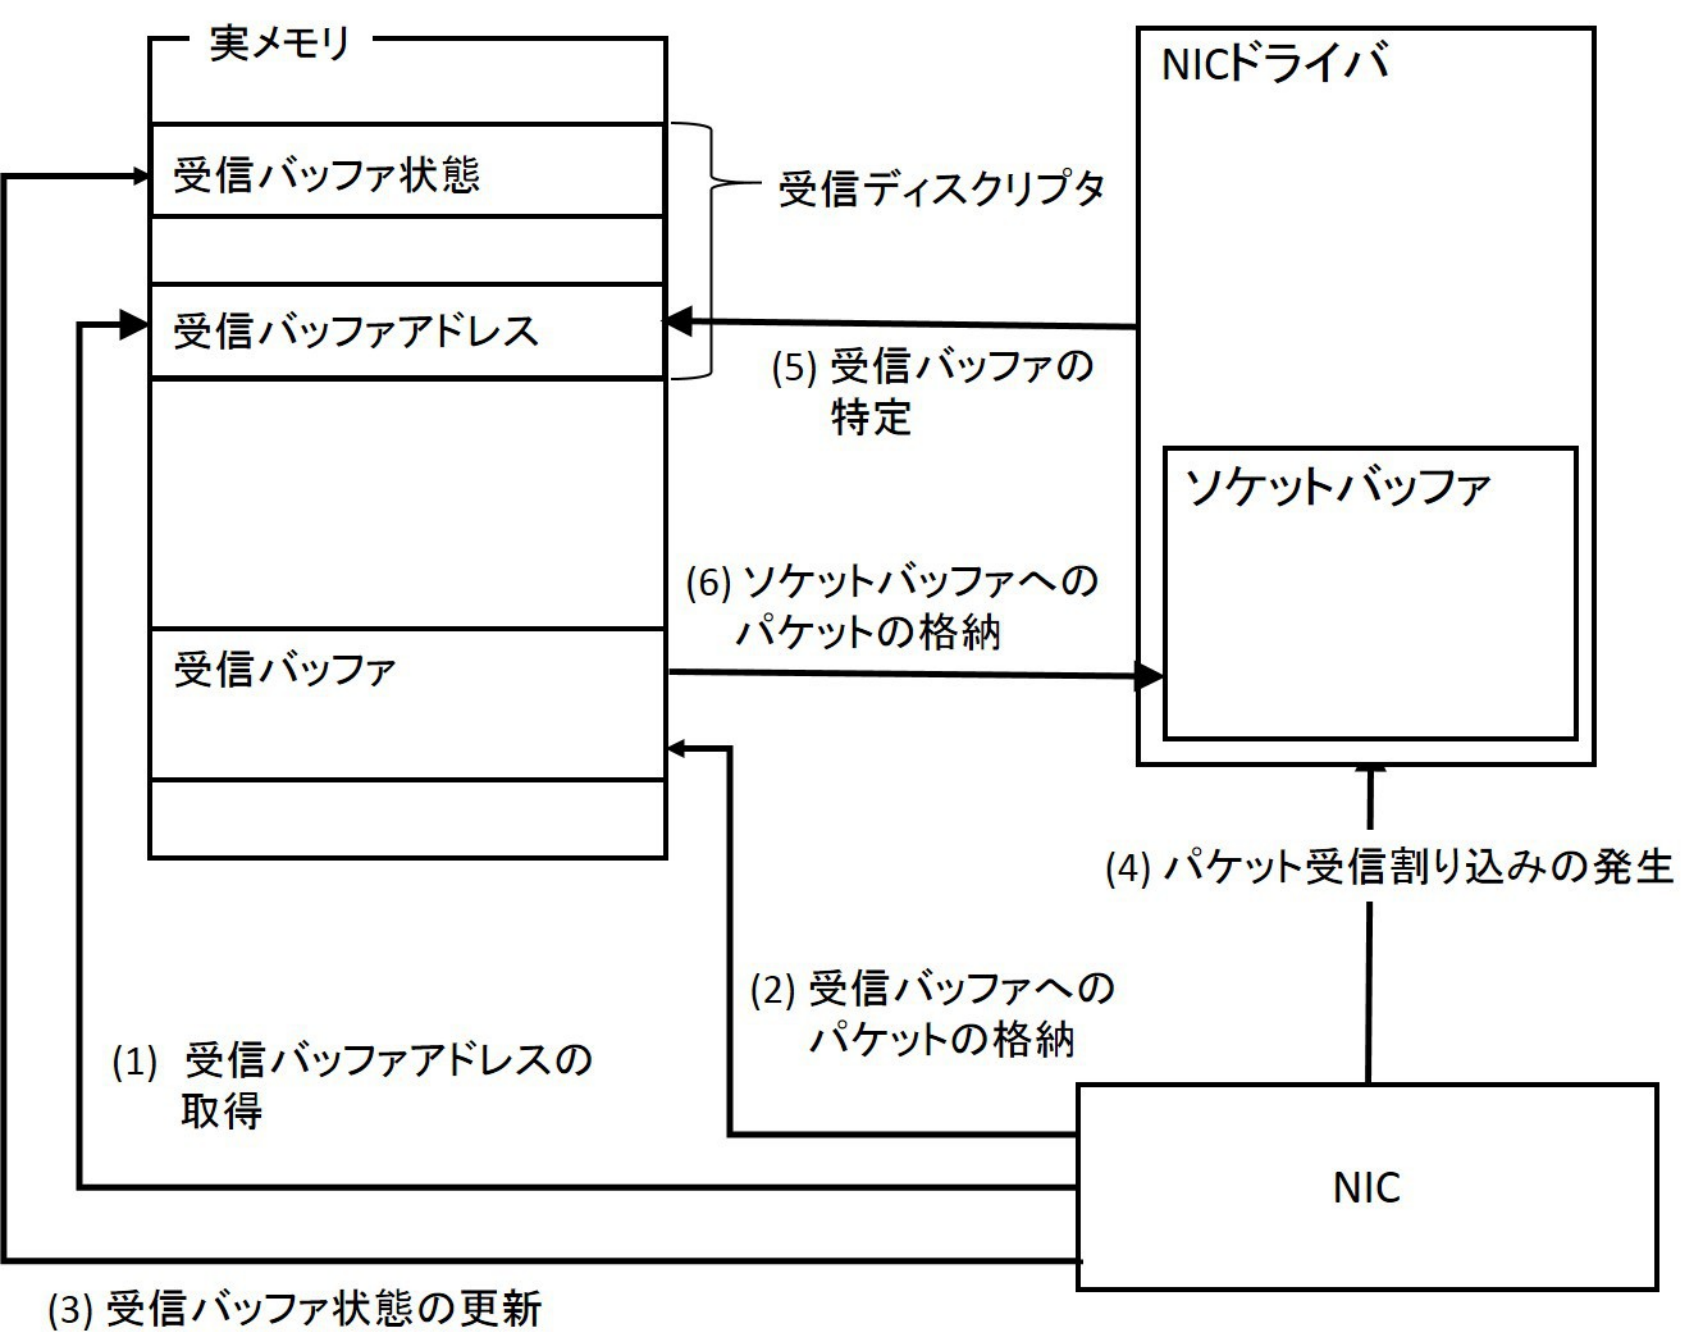 実メモリ
NICドライバ
受信バッファ状態
受信ディスクリプタ
受信バッファアドレス
(5) 受信バッファの
特定
ソケットバッファ
(6) ソケットバッファへの
パケットの格納
受信バッファ
(4) パケット受信割り込みの発生
(2) 受信バッファへの
パケットの格納
(1) 受信バッファアドレスの
取得
NIC
(3) 受信バッファ状態の更新